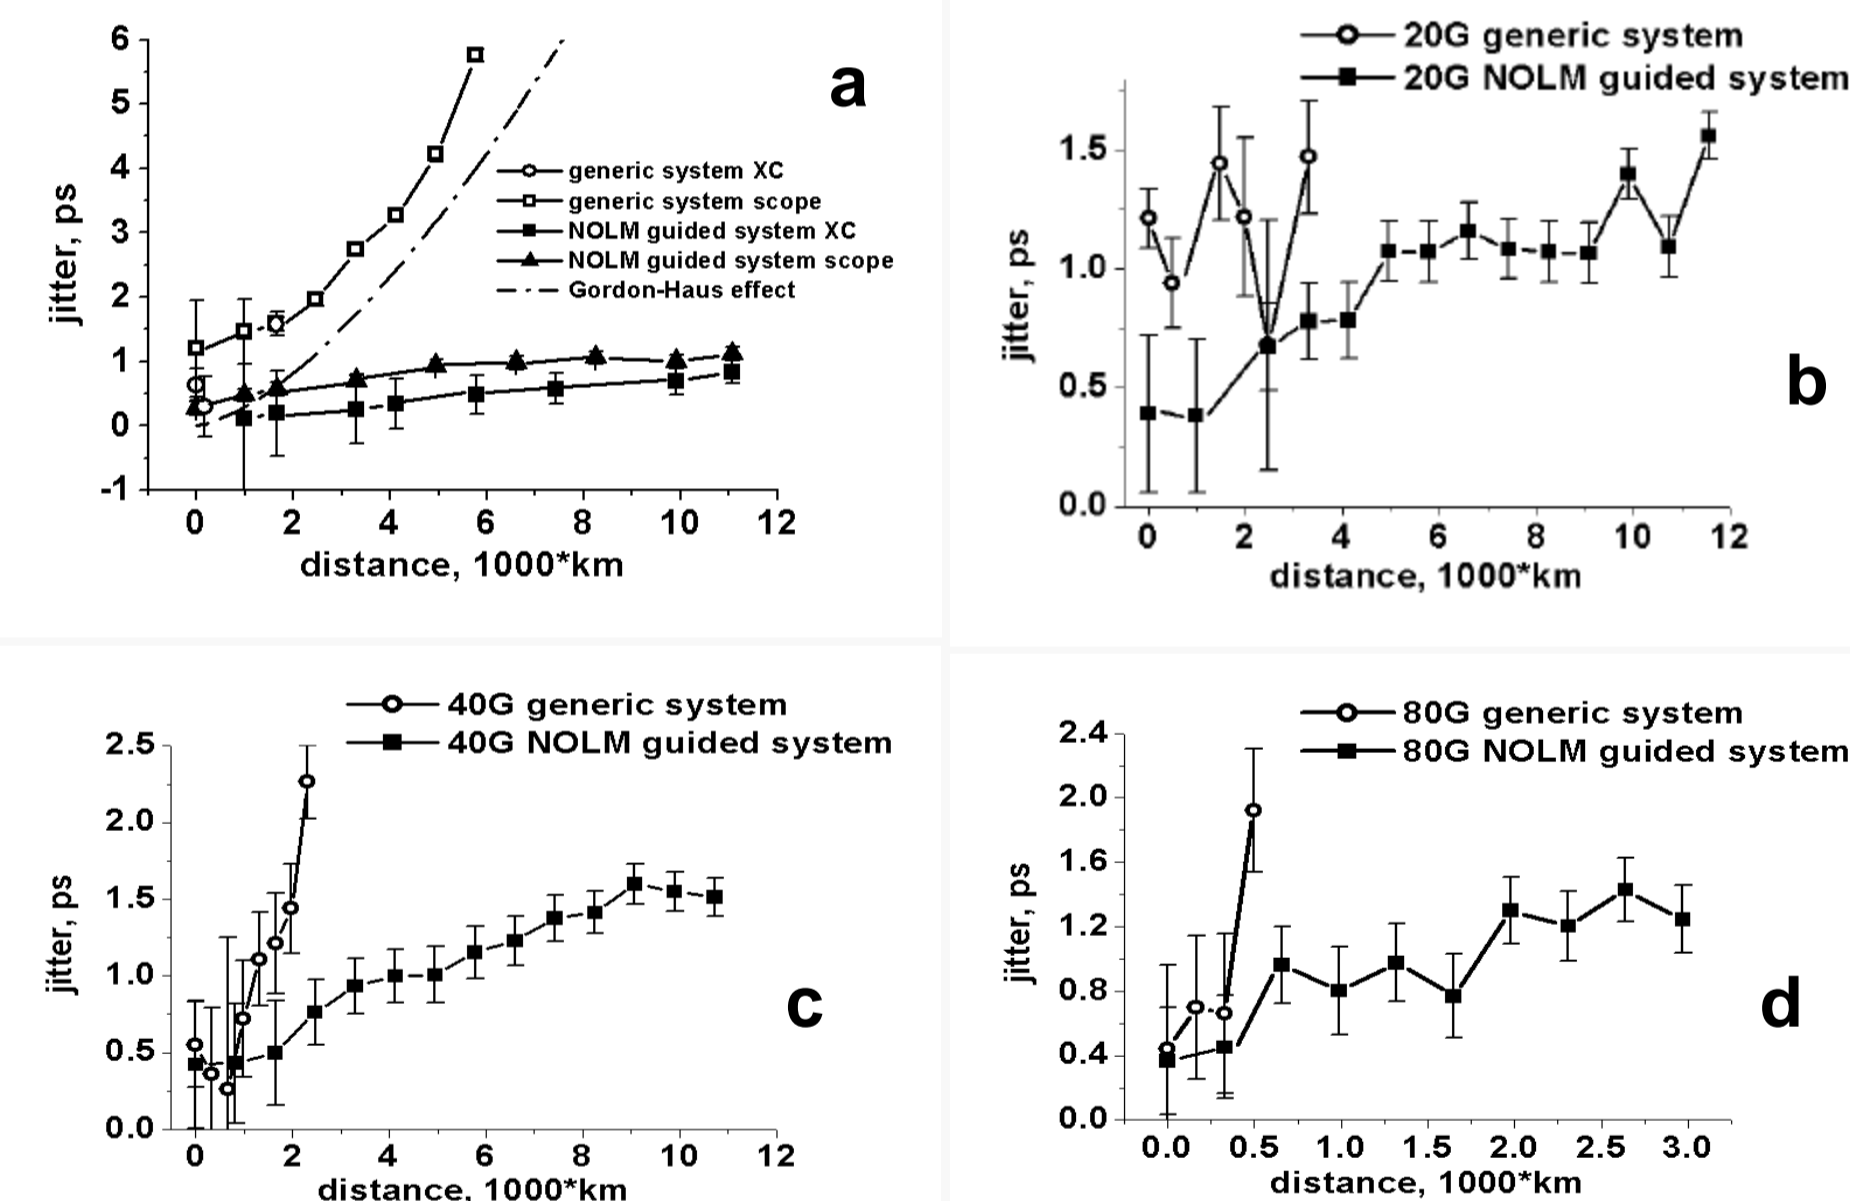 a
6
5
4
3
2
1
0
-1
jitter, ps
generic system XC
generic system scope
NOLM guided system XC
NOLM guided system scope
Gordon-Haus effect
0 2 4 6 8 10 12
distance, 1000*km
20G generic system
20G NOLM guided system
b
1.5
1.0
0.5
0.0
jitter, ps
0 2 4 6 8 10 12
distance, 1000*km
40G generic system
40G NOLM guided system
c
2.5
2.0
1.5
1.0
0.5
0.0
jitter, ps
0 2 4 6 8 10 12
distance, 1000*km
80G generic system
80G NOLM guided system
d
2.4
2.0
1.6
1.2
0.8
0.4
0.0
jitter, ps
0.0 0.5 1.0 1.5 2.0 2.5 3.0
distance, 1000*km